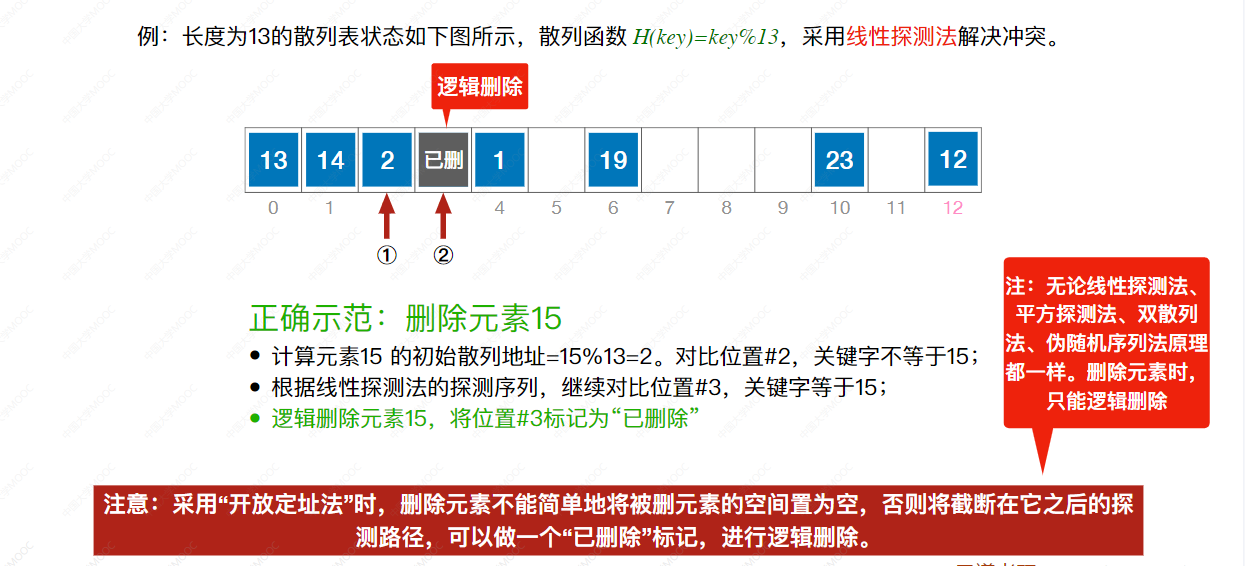 例：长度为13的散列表状态如下图所示，散列函数 H(key)=key%13，采用线性探测法解决冲突。
逻辑删除
13 14 2 已删 1 19 23 12
0 1 4 5 6 7 8 9 10 11 12
① ②
正确示范：删除元素15
• 计算元素15 的初始散列地址=15%13=2。对比位置#2，关键字不等于15；
• 根据线性探测法的探测序列，继续对比位置#3，关键字等于15；
• 逻辑删除元素15，将位置#3标记为“已删除”
注：无论线性探测法、
平方探测法、双散列
法、伪随机序列法原理
都一样。删除元素时，
只能逻辑删除
注意：采用“开放定址法”时，删除元素不能简单地将被删元素的空间置为空，否则将截断在它之后的探
测路径，可以做一个“已删除”标记，进行逻辑删除。
中国大学MOOC